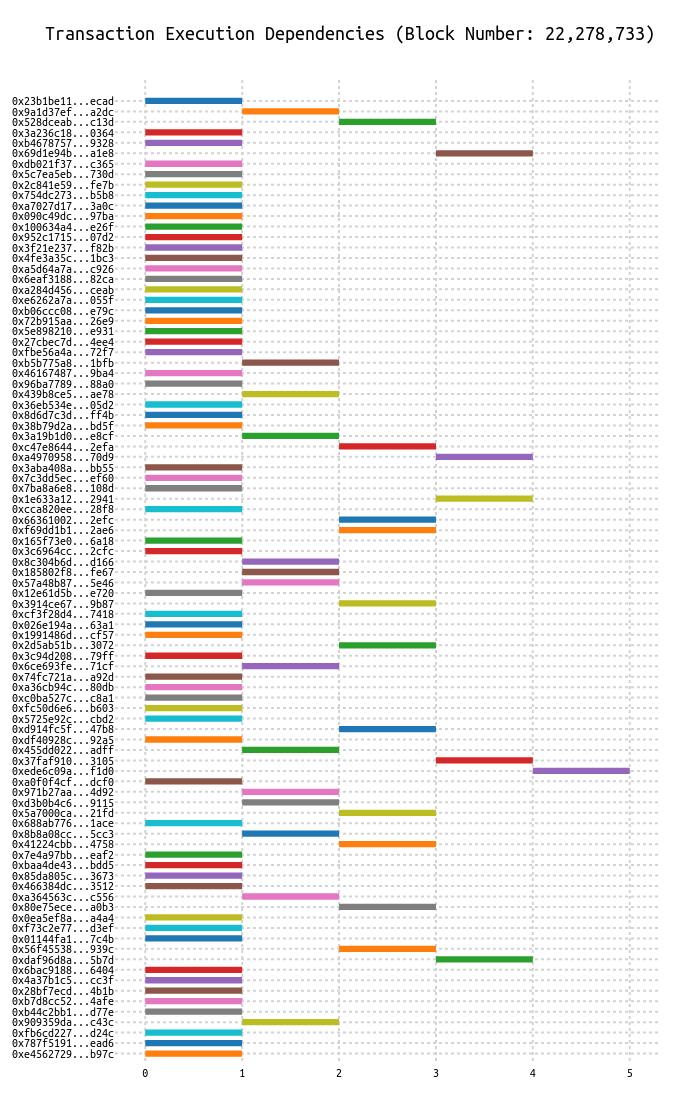 Transaction Execution Dependencies (Block Number: 22,278,733)
0x23b1be11...ecad
0x9a1d37ef...a2dc
0x528dceab...c13d
0x3a236c18...0364
0xb4678757...9328
0x69d1e94b...a1e8
0xdb021f37...c365
0x5c7ea5eb...730d
0x2c841e59...fe7b
0x754dc273...b5b8
0xa7027d17...3a0c
0x090c49dc...97ba
0x100634a4...e26f
0x952c1715...07d2
0x3f21e237...f82b
0x4fe3a35c...1bc3
0xa5d64a7a...c926
0x6eaf3188...82ca
0xa284d456...ceab
0xe6262a7a...055f
0xb06ccc08...e79c
0x72b915aa...26e9
0x5e898210...e931
0x27cbec7d...4ee4
0xfbe56a4a...72f7
0xb5b775a8...1bfb
0x46167487...9ba4
0x96ba7789...88a0
0x439b8ce5...ae78
0x36eb534e...05d2
0x8d6d7c3d...ff4b
0x38b79d2a...bd5f
0x3a19b1d0...e8cf
0xc47e8644...2efa
0xa4970958...70d9
0x3aba408a...bb55
0x7c3dd5ec...ef60
0x7ba8a6e8...108d
0x1e633a12...2941
0xcca820ee...28f8
0x66361002...2efc
0xf69dd1b1...2ae6
0x165f73e0...6a18
0x3c6964cc...2cfc
0x8c304b6d...d166
0x185802f8...fe67
0x57a48b87...5e46
0x12e61d5b...e720
0x3914ce67...9b87
0xcf3f28d4...7418
0x026e194a...63a1
0x1991486d...cf57
0x2d5ab51b...3072
0x3c94d208...79ff
0x6ce693fe...71cf
0x74fc721a...a92d
0xa36cb94c...80db
0xc0ba527c...c8a1
0xfc50d6e6...b603
0x5725e92c...cbd2
0xd914fc5f...47b8
0xdf40928c...92a5
0x455dd022...adff
0x37faf910...3105
0xede6c09a...f1d0
0xa0f0f4cf...dcf0
0x971b27aa...4d92
0xd3b0b4c6...9115
0x5a7000ca...21fd
0x688ab776...1ace
0x8b8a08cc...5cc3
0x41224cbb...4758
0x7e4a97bb...eaf2
0xbaa4de43...bdd5
0x85da805c...3673
0x466384dc...3512
0xa364563c...c556
0x80e75ece...a0b3
0x0ea5ef8a...a4a4
0xf73c2e77...d3ef
0x01144fa1...7c4b
0x56f45538...939c
0xdaf96d8a...5b7d
0x6bac9188...6404
0x4a37b1c5...cc3f
0x28bf7ecd...4b1b
0xb7d8cc52...4afe
0xb44c2bb1...d77e
0x909359da...c43c
0xfb6cd227...d24c
0x787f5191...ead6
0xe4562729...b97c
0 1 2 3 4 5